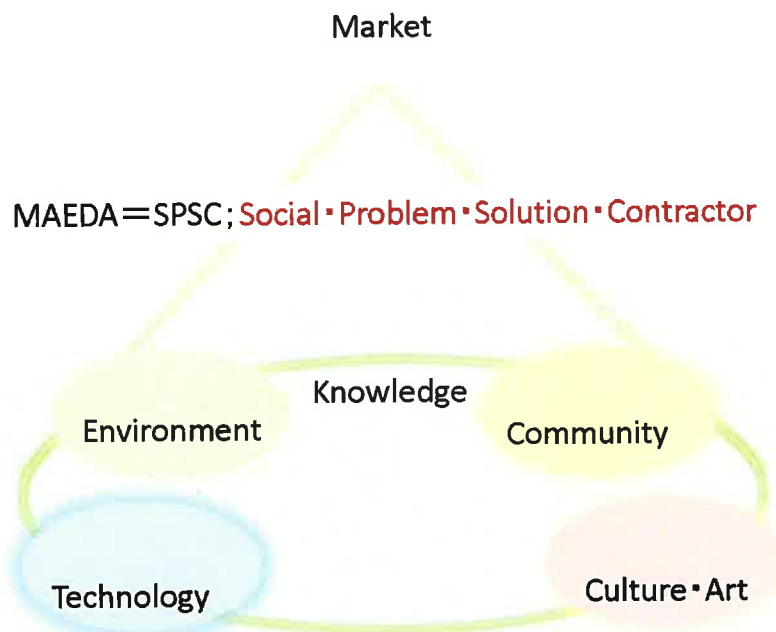 Market
MAEDA＝SPSC;Social・Problem・Solution・Contractor
Knowledge
Environment
Community
Technology
Culture・Art